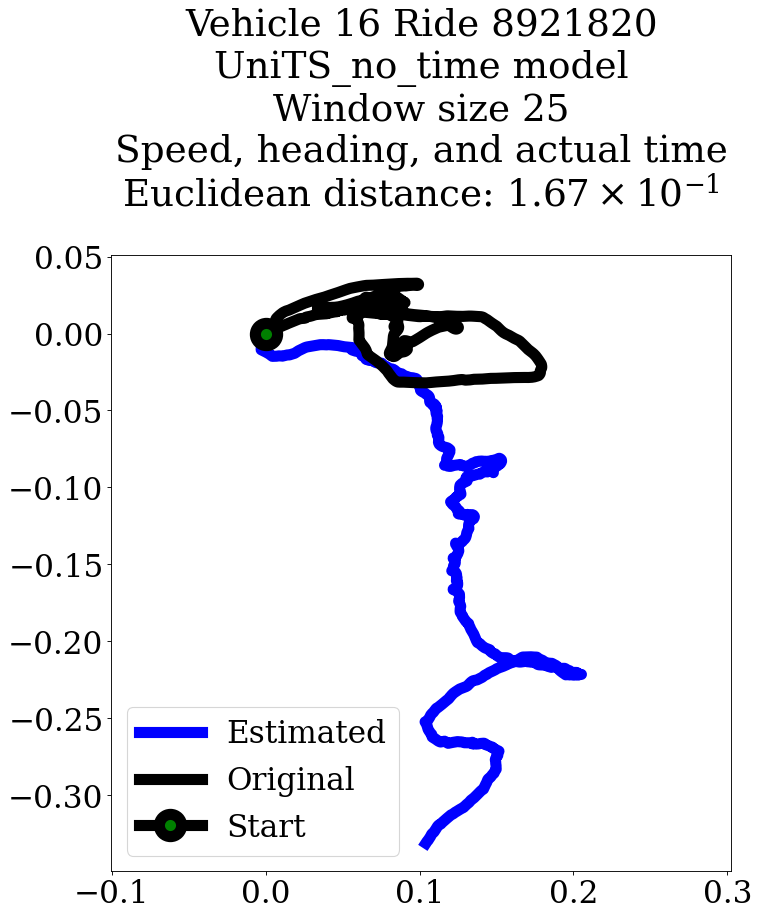 Vehicle 16 Ride 8921820
UniTS_no_time model
Window size 25
Speed, heading, and actual time
Euclidean distance: 1.67 × 10⁻¹
0.05
0.00
−0.05
−0.10
−0.15
−0.20
−0.25
−0.30
Estimated
Original
Start
−0.1 0.0 0.1 0.2 0.3